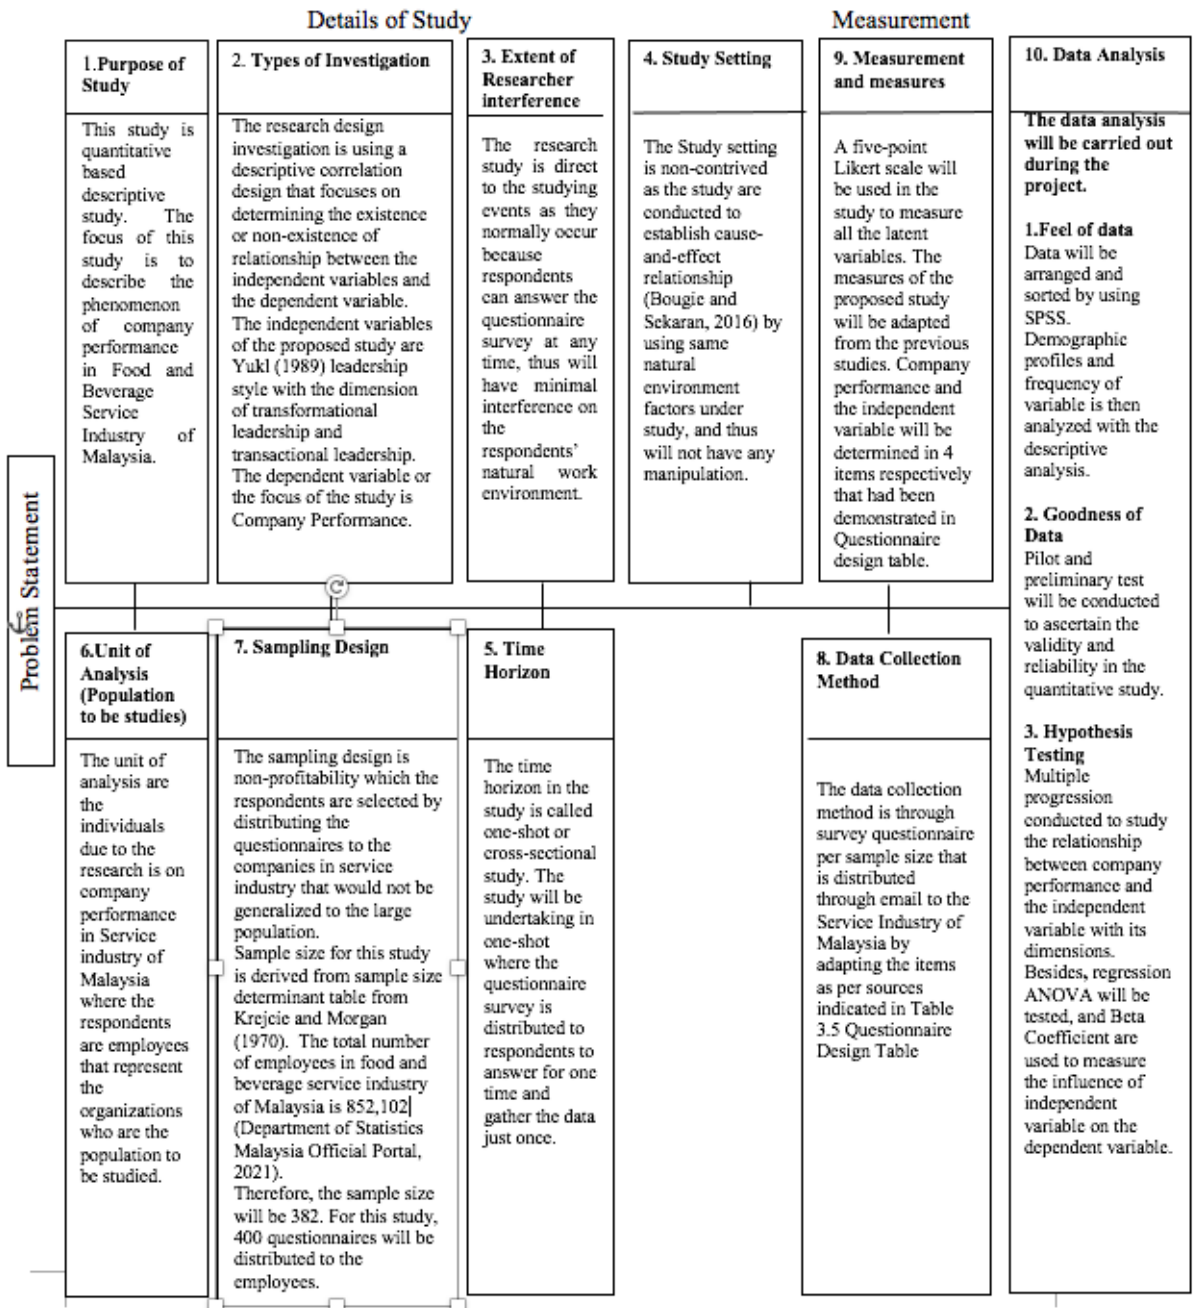 Details of Study
Measurement
1.Purpose of
Study
This study is
quantitative
based
descriptive
study. The
focus of this
study is to
describe the
phenomenon
of company
performance
in Food and
Beverage
Service
Industry of
Malaysia.
2. Types of Investigation
The research design
investigation is using a
descriptive correlation
design that focuses on
determining the existence
or non-existence of
relationship between the
independent variables and
the dependent variable.
The independent variables
of the proposed study are
Yukl (1989) leadership
style with the dimension
of transformational
leadership and
transactional leadership.
The dependent variable or
the focus of the study is
Company Performance.
3. Extent of
Researcher
interference
The research
study is direct
to the studying
events as they
normally occur
because
respondents
can answer the
questionnaire
survey at any
time, thus will
have minimal
interference on
the
respondents'
natural work
environment.
4. Study Setting
The Study setting
is non-contrived
as the study are
conducted to
establish cause-
and-effect
relationship
(Bougie and
Sekaran, 2016) by
using same
natural
environment
factors under
study, and thus
will not have any
manipulation.
9. Measurement
and measures
A five-point
Likert scale will
be used in the
study to measure
all the latent
variables. The
measures of the
proposed study
will be adapted
from the previous
studies. Company
performance and
the independent
variable will be
determined in 4
items respectively
that had been
demonstrated in
Questionnaire
design table.
10. Data Analysis
The data analysis
will be carried out
during the
project.
1.Feel of data
Data will be
arranged and
sorted by using
SPSS.
Demographic
profiles and
frequency of
variable is then
analyzed with the
descriptive
analysis.
2. Goodness of
Data
Pilot and
preliminary test
will be conducted
to ascertain the
validity and
reliability in the
quantitative study.
3. Hypothesis
Testing
Multiple
progression
conducted to study
the relationship
between company
performance and
the independent
variable with its
dimensions.
Besides, regression
ANOVA will be
tested, and Beta
Coefficient are
used to measure
the influence of
independent
variable on the
dependent variable.
Problem Statement
6.Unit of
Analysis
(Population
to be studies)
The unit of
analysis are
the
individuals
due to the
research is on
company
performance
in Service
industry of
Malaysia
where the
respondents
are employees
that represent
the
organizations
who are the
population to
be studied.
7. Sampling Design
The sampling design is
non-profitability which the
respondents are selected by
distributing the
questionnaires to the
companies in service
industry that would not be
generalized to the large
population.
Sample size for this study
is derived from sample size
determinant table from
Krejcie and Morgan
(1970). The total number
of employees in food and
beverage service industry
of Malaysia is 852,102
(Department of Statistics
Malaysia Official Portal,
2021).
Therefore, the sample size
will be 382. For this study,
400 questionnaires will be
distributed to the
employees.
5. Time
Horizon
The time
horizon in the
study is called
one-shot or
cross-sectional
study. The
study will be
undertaking in
one-shot
where the
questionnaire
survey is
distributed to
respondents to
answer for one
time and
gather the data
just once.
8. Data Collection
Method
The data collection
method is through
survey questionnaire
per sample size that
is distributed
through email to the
Service Industry of
Malaysia by
adapting the items
as per sources
indicated in Table
3.5 Questionnaire
Design Table